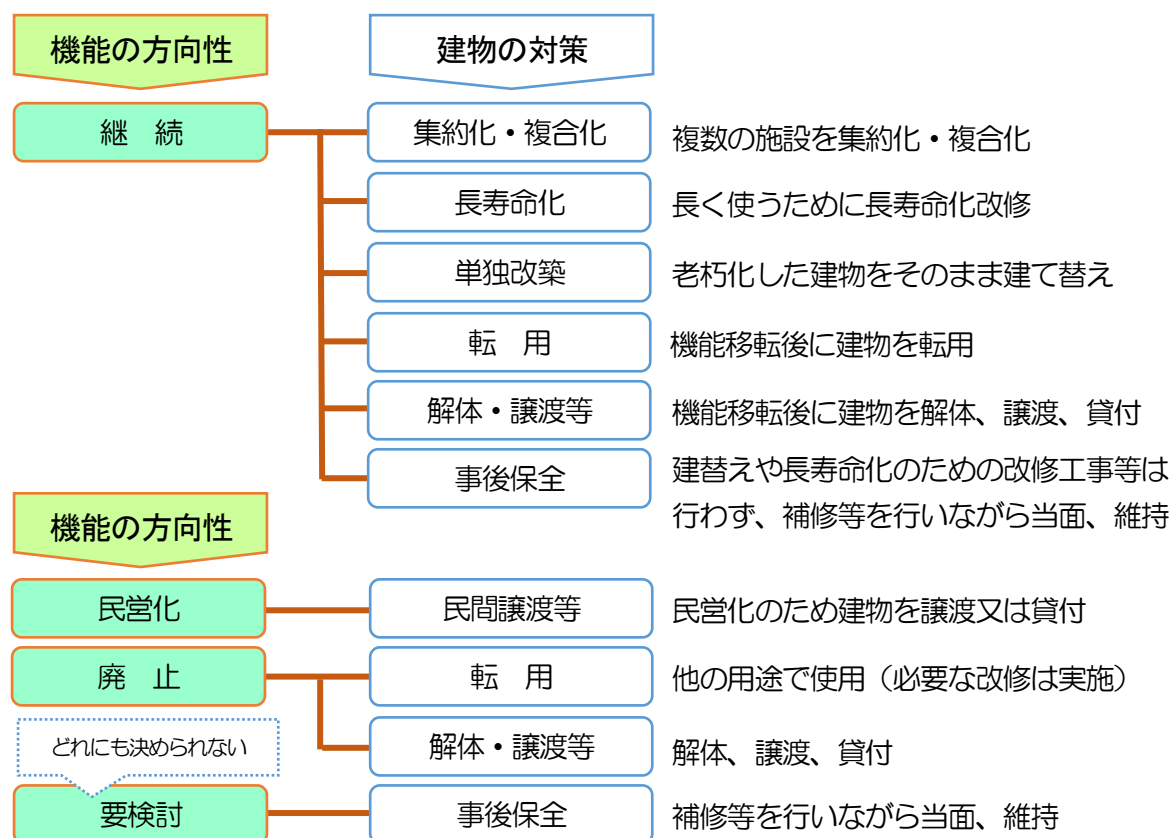 機能の方向性
建物の対策
継　続
集約化・複合化
複数の施設を集約化・複合化
長寿命化
長く使うために長寿命化改修
単独改築
老朽化した建物をそのまま建て替え
転　用
機能移転後に建物を転用
解体・譲渡等
機能移転後に建物を解体、譲渡、貸付
事後保全
建替えや長寿命化のための改修工事等は
行わず、補修等を行いながら当面、維持
機能の方向性
民営化
民間譲渡等
民営化のため建物を譲渡又は貸付
廃　止
転　用
他の用途で使用（必要な改修は実施）
解体・譲渡等
解体、譲渡、貸付
どれにも決められない
要検討
事後保全
補修等を行いながら当面、維持